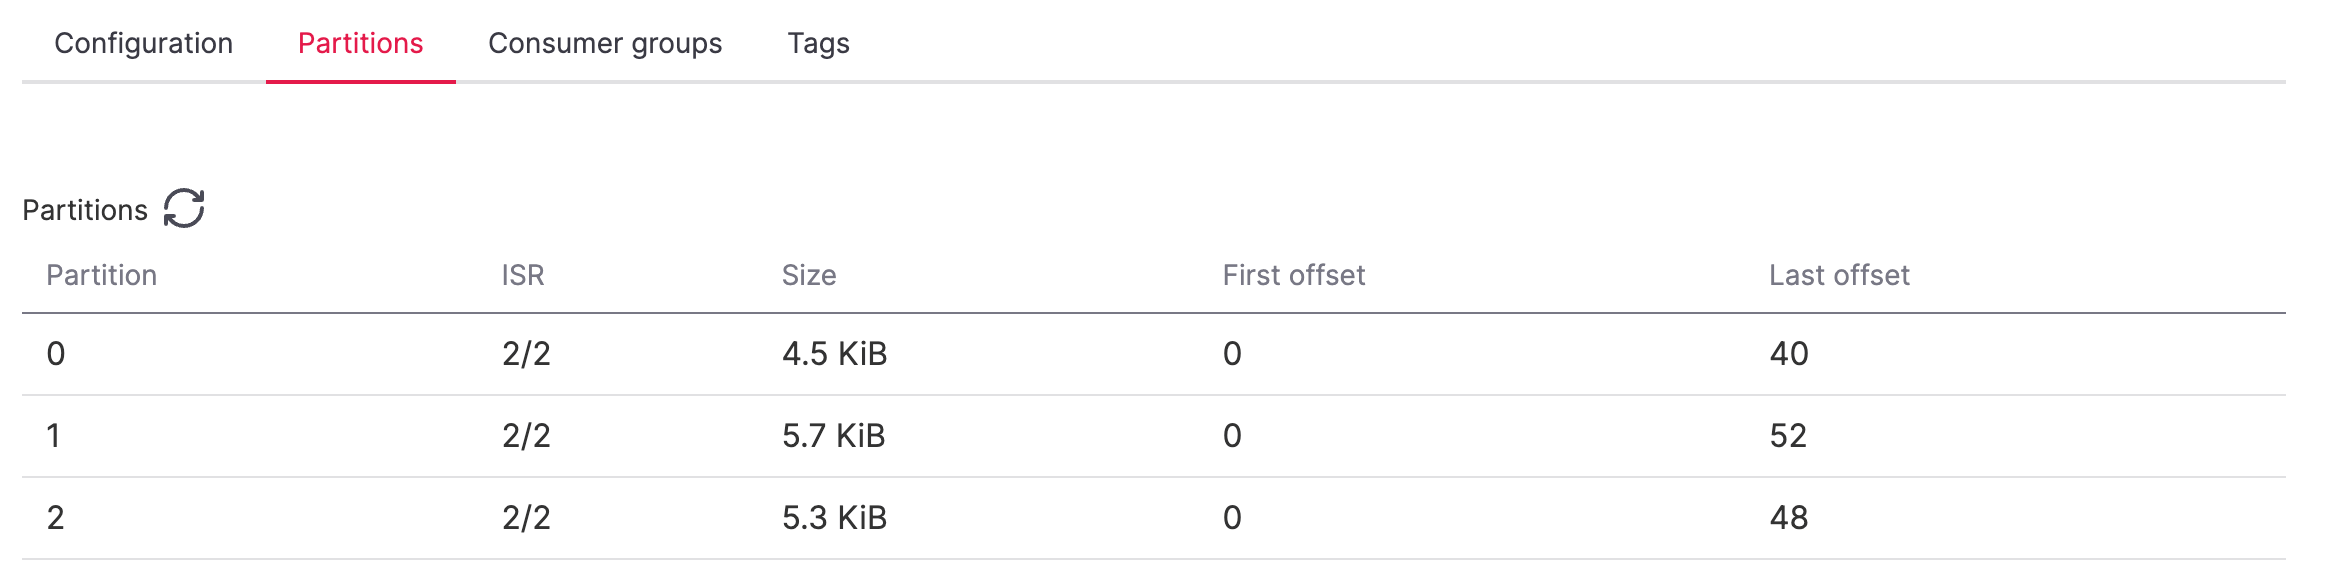 Configuration Partitions Consumer groups Tags
Partitions
Partition ISR Size First offset Last offset
0 2/2 4.5 KiB 0 40
1 2/2 5.7 KiB 0 52
2 2/2 5.3 KiB 0 48